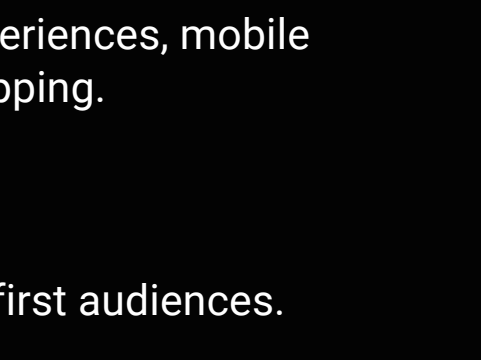 eriences, mobile
pping.
first audiences.